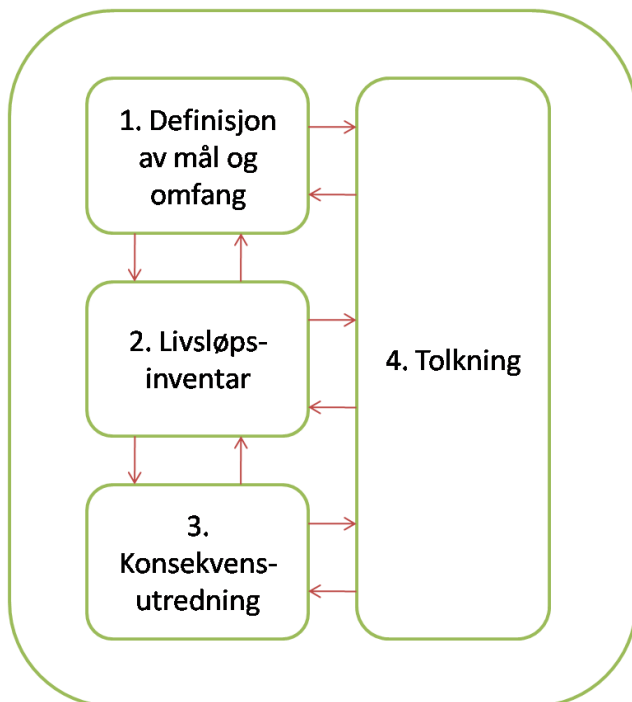 1. Definisjon
av mål og
omfang
2. Livsløps-
inventar
3.
Konsekvens-
utredning
4. Tolkning